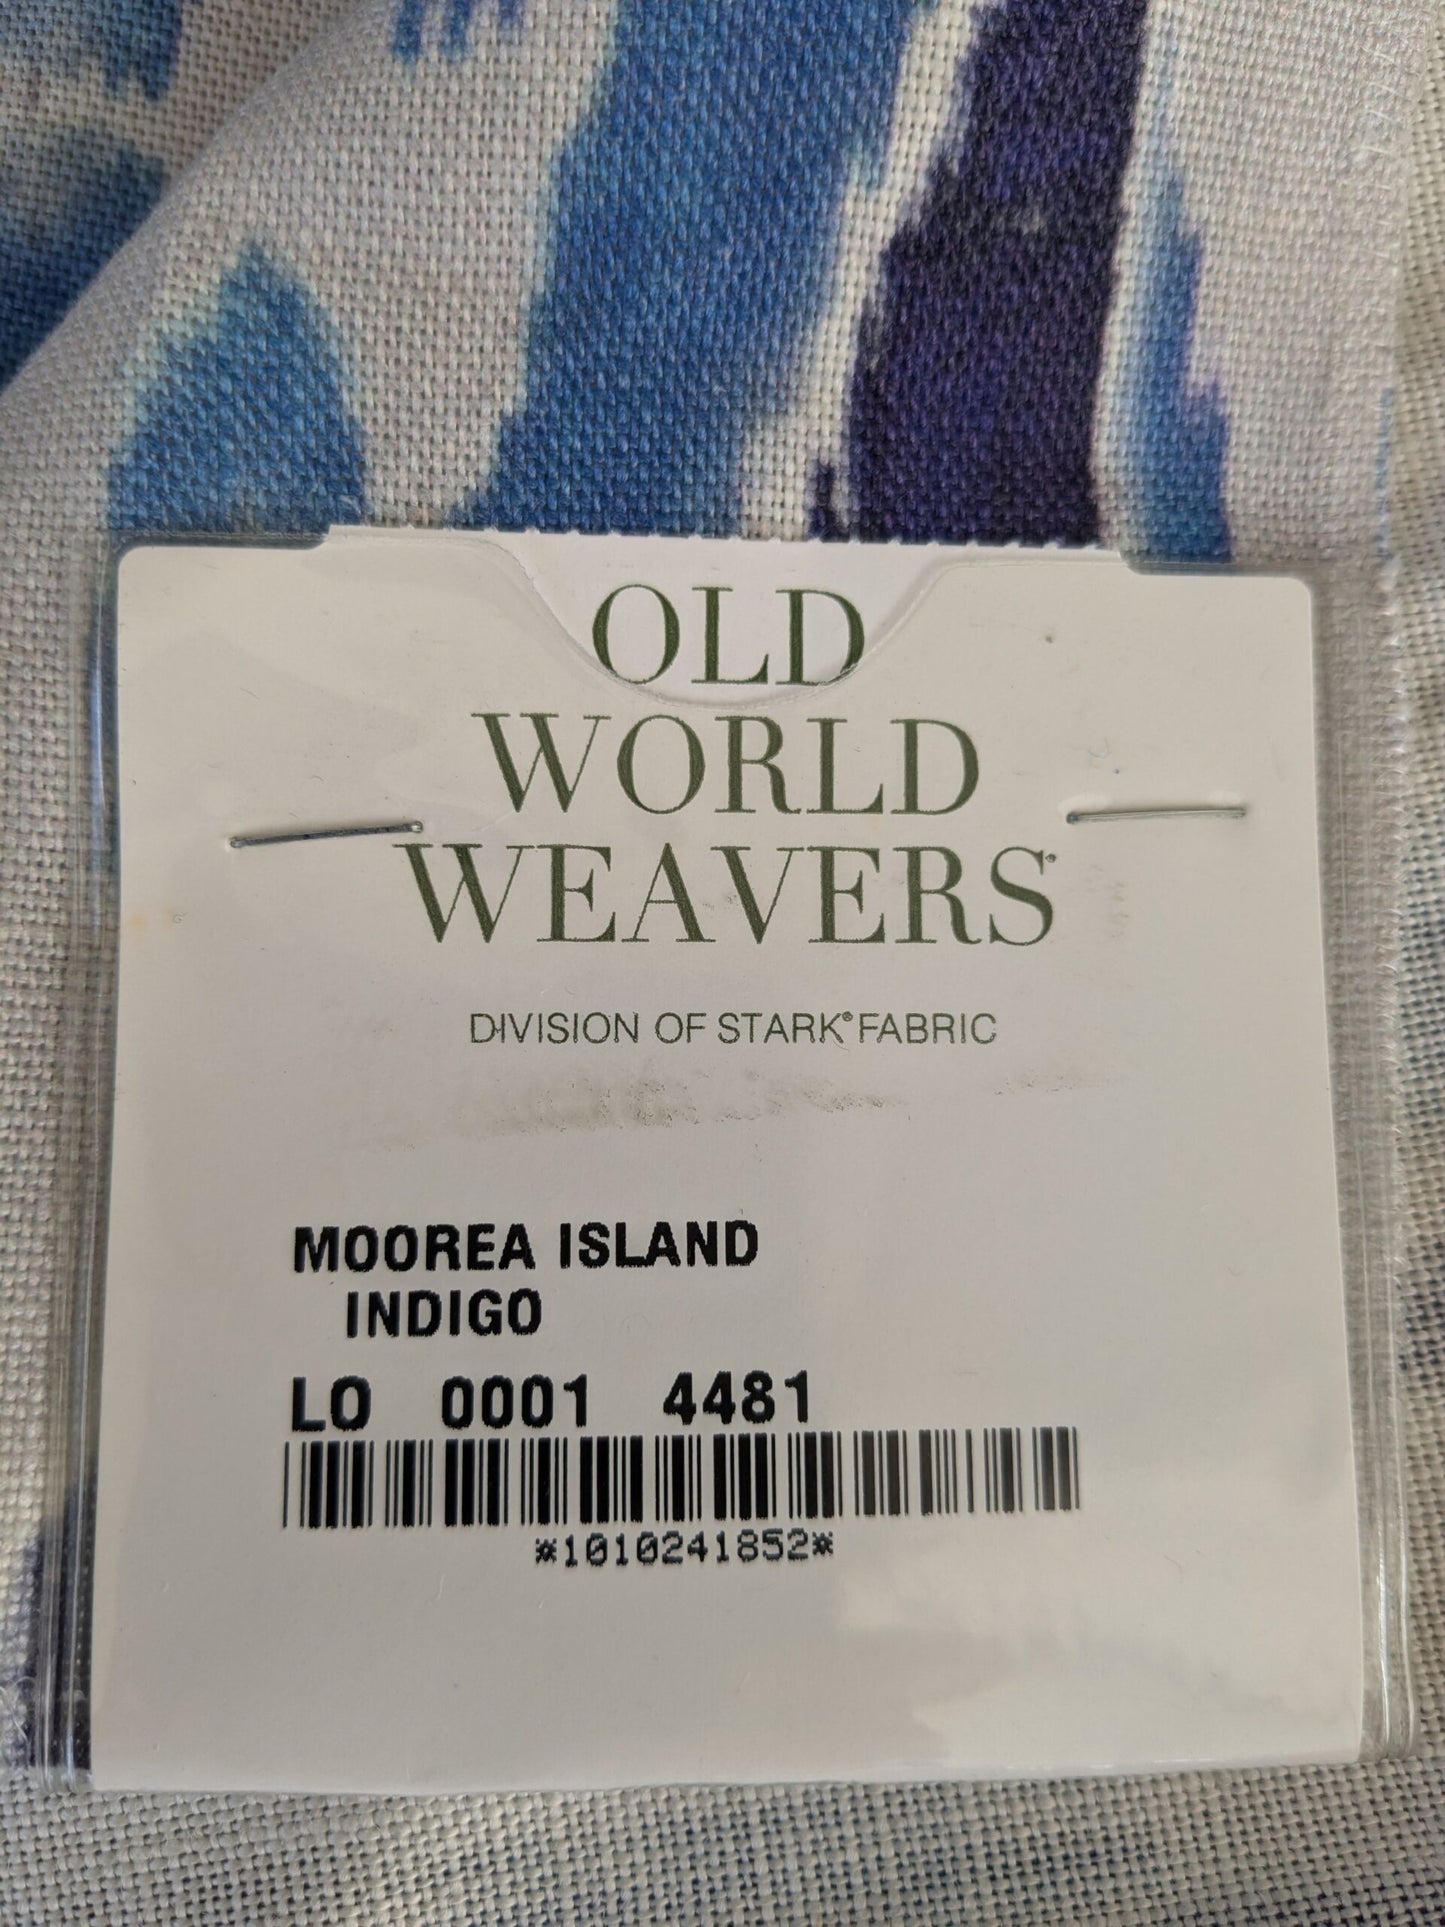 OLD
WORLD
WEAVERS®
DIVISION OF STARK® FABRIC
MOOREA ISLAND
INDIGO
LO 0001 4481
*1010241852*